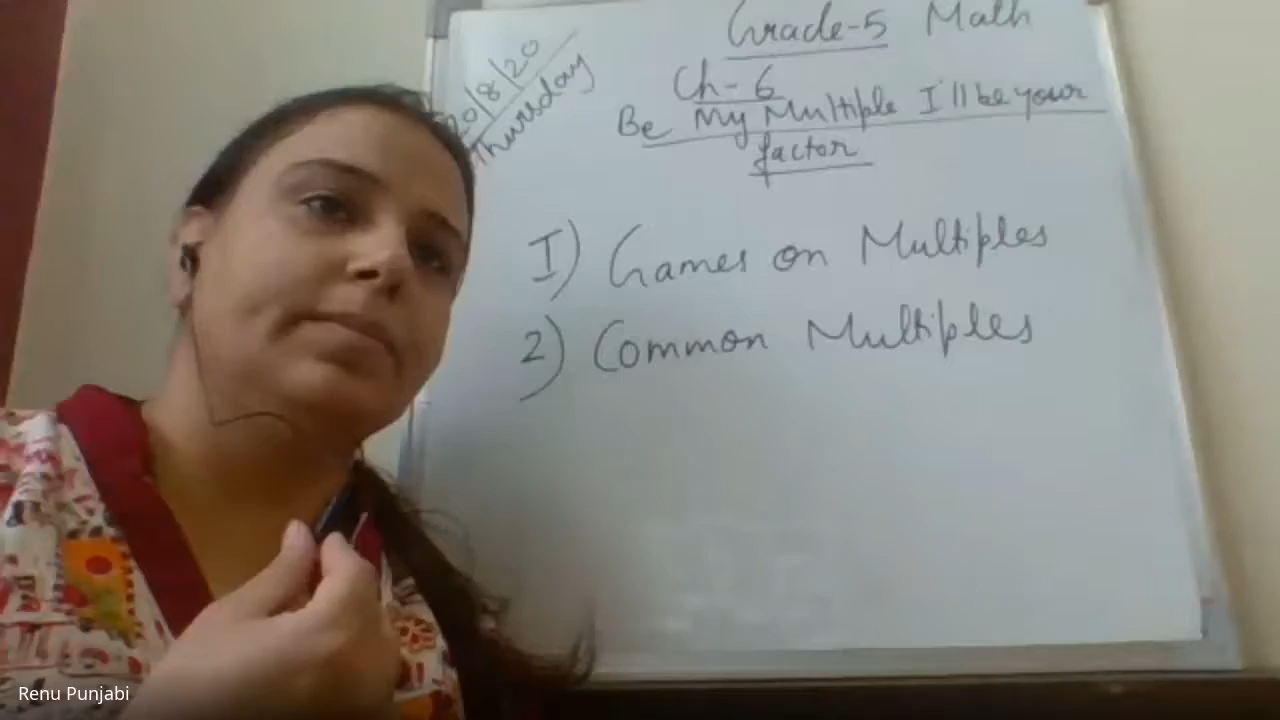 20/8/20
Thursday
Grade-5 Math
Ch-6
Be My Multiple I'll be your
factor
1) Games on Multiples
2) Common Multiples
Renu Punjabi